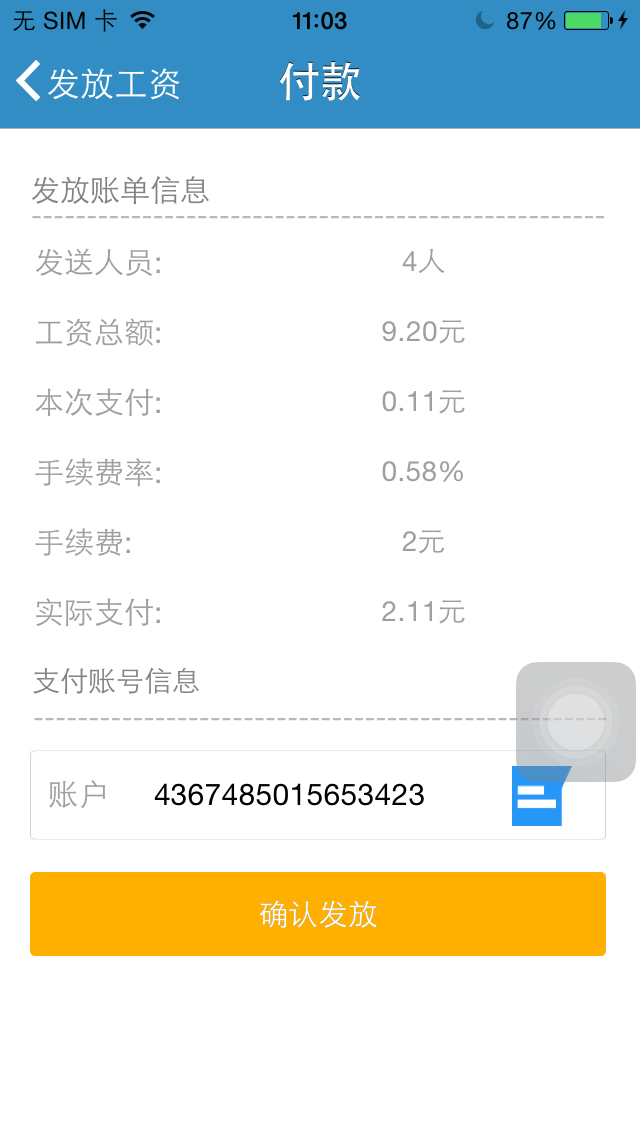 无 SIM 卡 11:03 87%
发放工资 付款
发放账单信息
发送人员: 4人
工资总额: 9.20元
本次支付: 0.11元
手续费率: 0.58%
手续费: 2元
实际支付: 2.11元
支付账号信息
账户 4367485015653423
确认发放